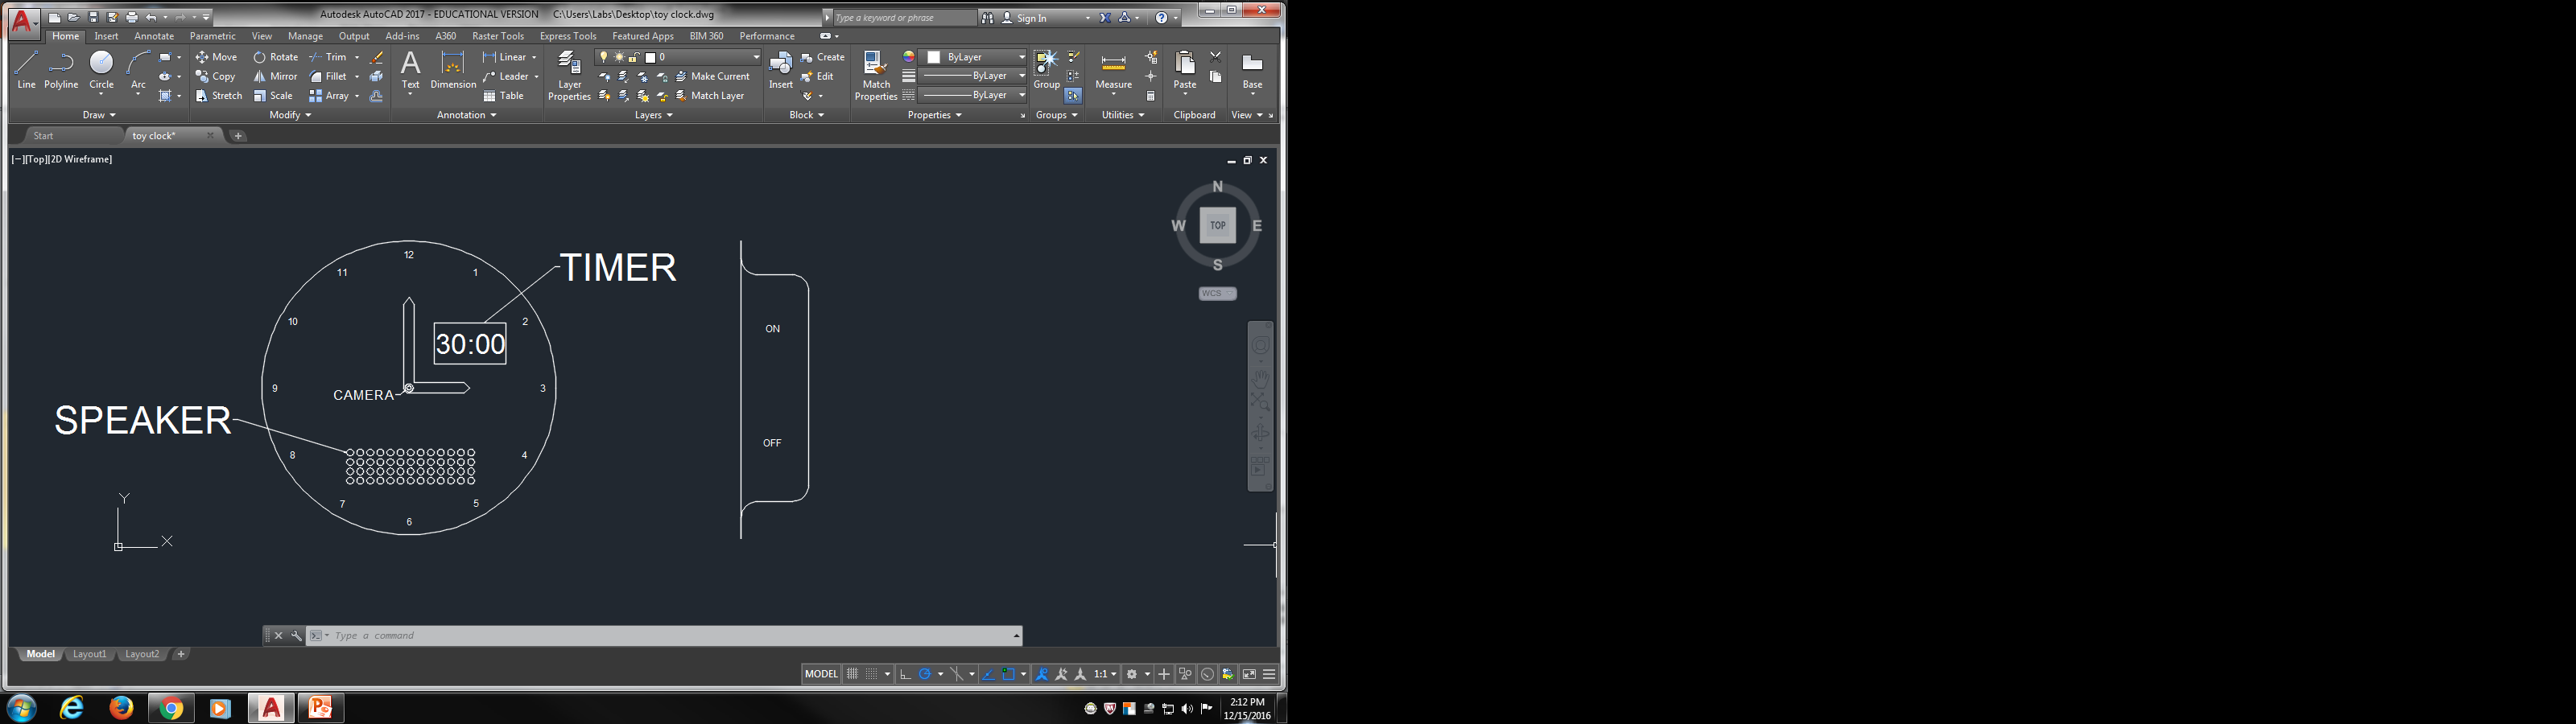 Autodesk AutoCAD 2017 - EDUCATIONAL VERSION C:\Users\Labs\Desktop\toy clock.dwg
Type a keyword or phrase
Sign In
Home Insert Annotate Parametric View Manage Output Add-ins A360 Raster Tools Express Tools Featured Apps BIM 360 Performance
Line Polyline Circle Arc
Move Rotate Trim
Copy Mirror Fillet
Stretch Scale Array
Text Dimension
Linear
Leader
Table
Layer Properties
0
Make Current
Match Layer
Insert
Create
Edit
Match Properties
ByLayer
ByLayer
ByLayer
Group
Measure
Paste
Base
Draw Modify Annotation Layers Block Properties Groups Utilities Clipboard View
Start toy clock*
[−][Top][2D Wireframe]
N
W TOP E
S
WCS
12
11 1
TIMER
10 2
30:00
9 3
CAMERA
SPEAKER
8 4
7 5
6
ON
OFF
Y
X
Type a command
Model Layout1 Layout2
MODEL
1:1
2:12 PM
12/15/2016